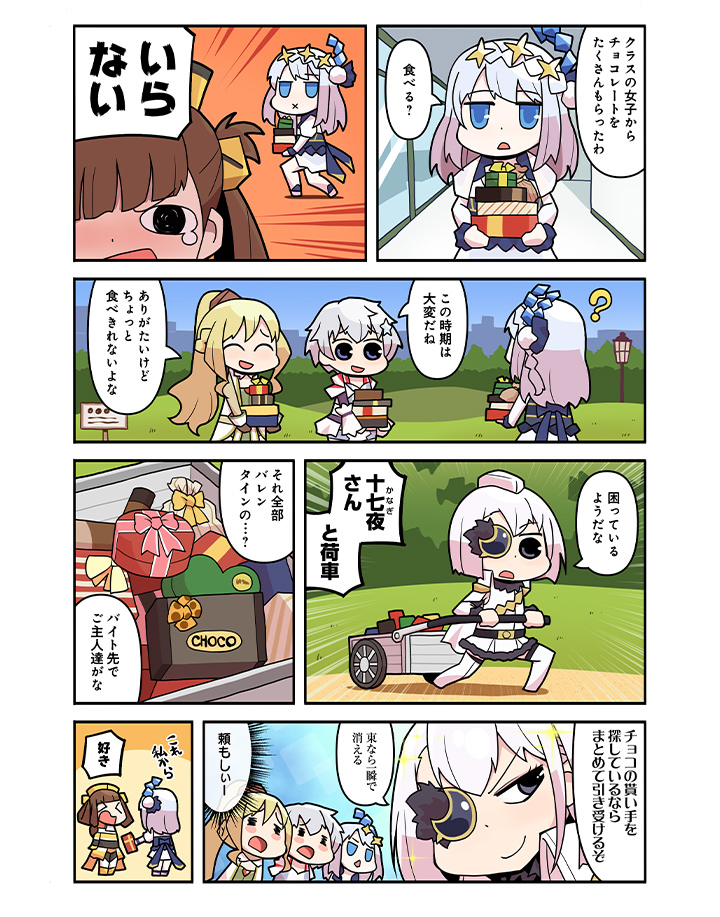 クラスの女子から
チョコレートを
たくさんもらったわ
食べる？
いら
ない
この時期は
大変だね
ありがたいけど
ちょっと
食べきれないよな
困っている
ようだな
十七夜
かなぎ
さん
と荷車
それ全部
バレン
タインの…？
CHOCO
バイト先で
ご主人達がな
チョコの貰い手を
探しているなら
まとめて引き受けるぞ
束なら一瞬で
消える
頼もしぃ！
これ
私から
好き